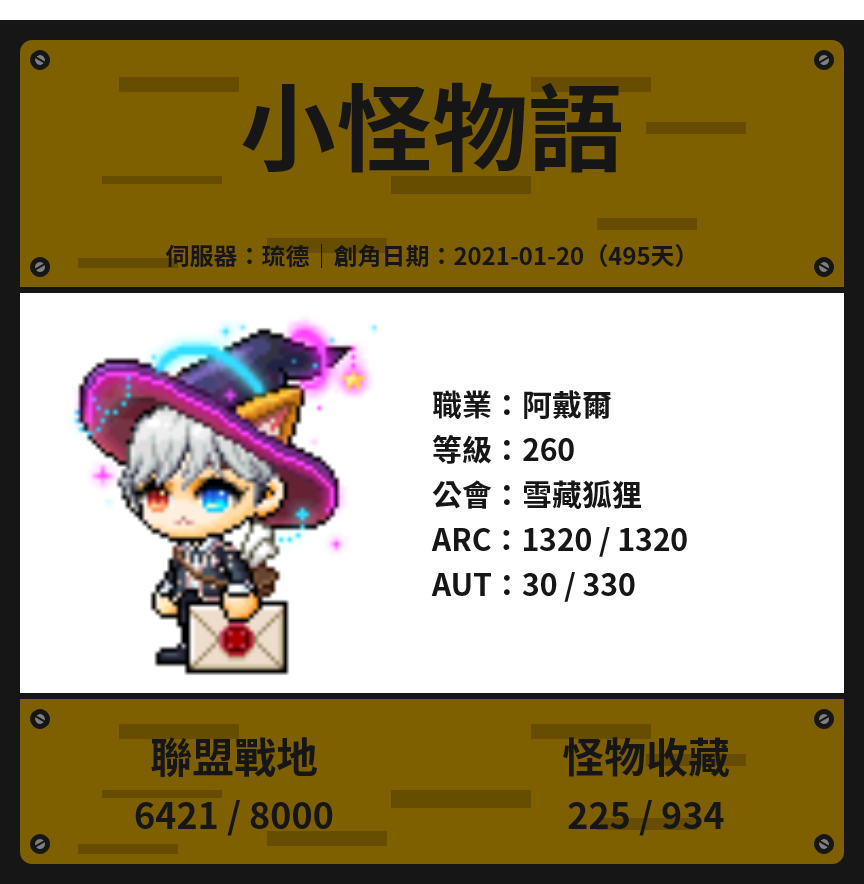 小怪物語
伺服器：琉德｜創角日期：2021-01-20（495天）
職業：阿戴爾
等級：260
公會：雪藏狐狸
ARC：1320 / 1320
AUT：30 / 330
聯盟戰地
6421 / 8000
怪物收藏
225 / 934